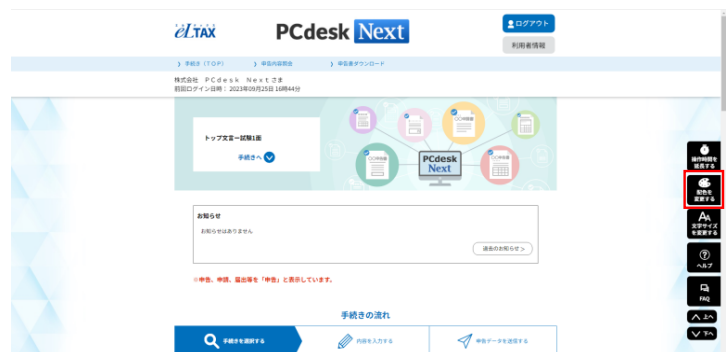 eLTAX
PCdesk Next
ログアウト
利用者情報
手続き（TOP）
申告内容照会
申告書ダウンロード
株式会社　PCdesk　Nextさま
前回ログイン日時： 2023年09月25日 16時44分
トップ文言ー試験1面
手続きへ
PCdesk
Next
操作時間を
延長する
配色を
変更する
文字サイズ
を変更する
ヘルプ
FAQ
上へ
下へ
お知らせ
お知らせはありません
過去のお知らせ＞
※申告、申請、届出等を「申告」と表示しています。
手続きの流れ
手続きを選択する
内容を入力する
申告データを送信する